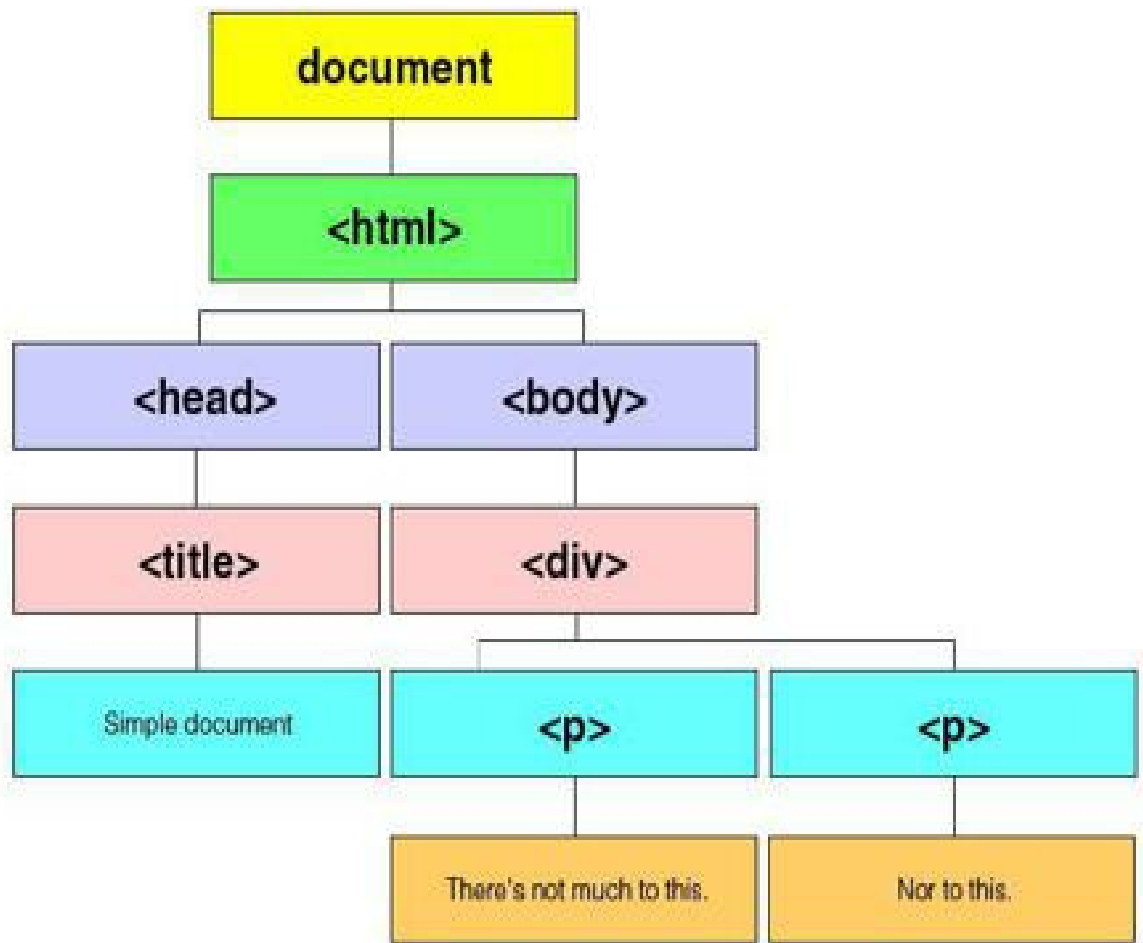 document
<html>
<head>
<body>
<title>
<div>
Simple document
<p>
<p>
There's not much to this.
Nor to this.